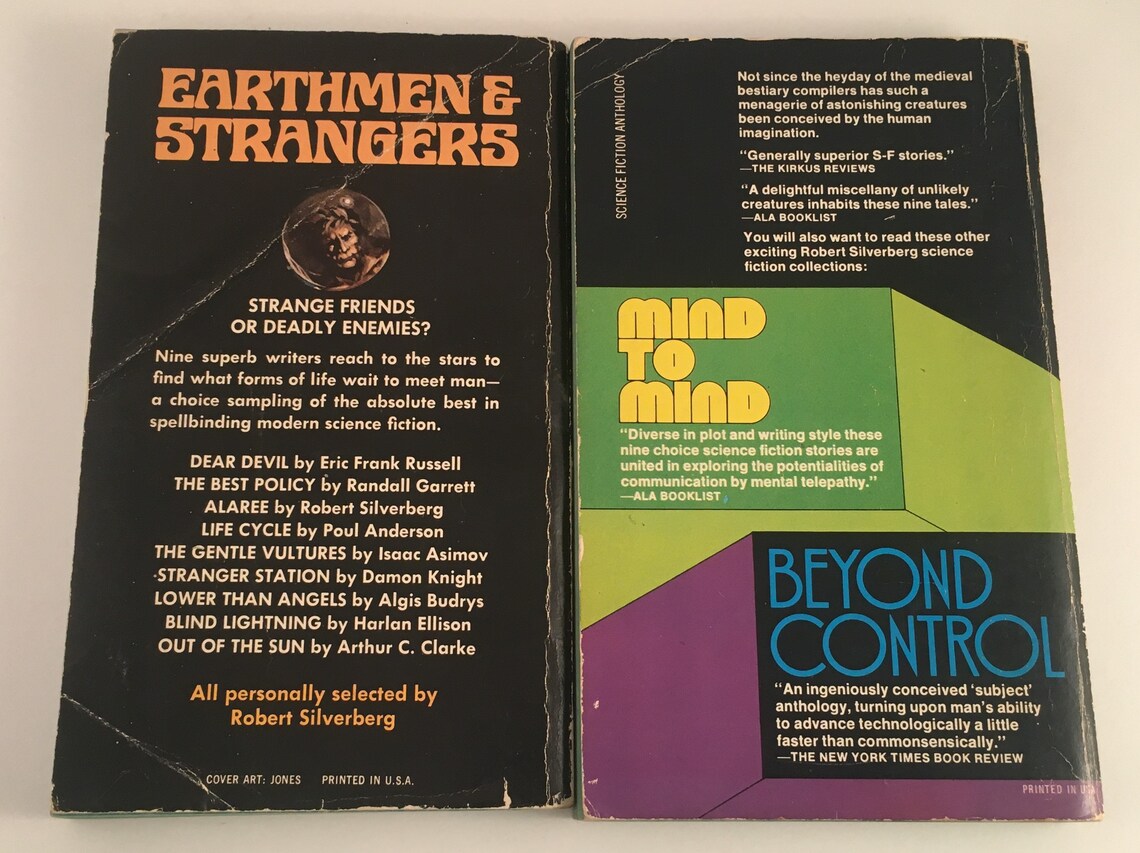 EARTHMEN &
STRANGERS
STRANGE FRIENDS
OR DEADLY ENEMIES?
Nine superb writers reach to the stars to
find what forms of life wait to meet man—
a choice sampling of the absolute best in
spellbinding modern science fiction.
DEAR DEVIL by Eric Frank Russell
THE BEST POLICY by Randall Garrett
ALAREE by Robert Silverberg
LIFE CYCLE by Poul Anderson
THE GENTLE VULTURES by Isaac Asimov
STRANGER STATION by Damon Knight
LOWER THAN ANGELS by Algis Budrys
BLIND LIGHTNING by Harlan Ellison
OUT OF THE SUN by Arthur C. Clarke
All personally selected by
Robert Silverberg
COVER ART: JONES PRINTED IN U.S.A.
SCIENCE FICTION ANTHOLOGY
Not since the heyday of the medieval
bestiary compilers has such a
menagerie of astonishing creatures
been conceived by the human
imagination.
"Generally superior S-F stories."
—THE KIRKUS REVIEWS
"A delightful miscellany of unlikely
creatures inhabits these nine tales."
—ALA BOOKLIST
You will also want to read these other
exciting Robert Silverberg science
fiction collections:
MIND
TO
MIND
"Diverse in plot and writing style these
nine choice science fiction stories are
united in exploring the potentialities of
communication by mental telepathy."
—ALA BOOKLIST
BEYOND
CONTROL
"An ingeniously conceived 'subject'
anthology, turning upon man's ability
to advance technologically a little
faster than commonsensically."
—THE NEW YORK TIMES BOOK REVIEW
PRINTED IN